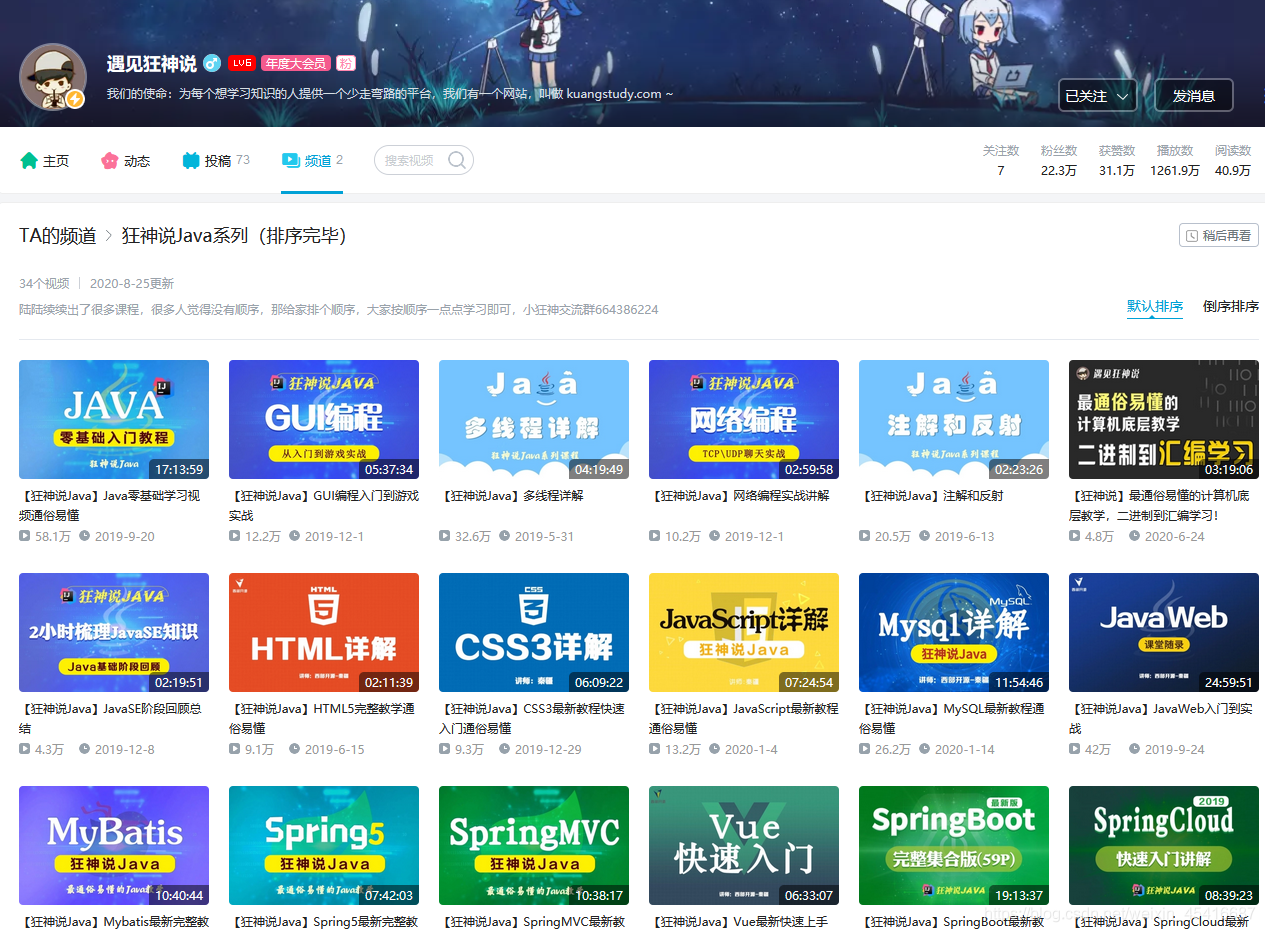 遇见狂神说 LV6 年度大会员 粉
我们的使命：为每个想学习知识的人提供一个少走弯路的平台，我们有一个网站，叫做 kuangstudy.com ~
已关注 发消息
主页 动态 投稿 73 频道 2 搜索视频
关注数 粉丝数 获赞数 播放数 阅读数
7 22.3万 31.1万 1261.9万 40.9万
TA的频道 > 狂神说Java系列（排序完毕） 稍后再看
34个视频 2020-8-25更新
陆陆续续出了很多课程，很多人觉得没有顺序，那给家排个顺序，大家按顺序一点点学习即可，小狂神交流群664386224
默认排序 倒序排序
JAVA
零基础入门教程
狂神说Java
17:13:59
狂神说JAVA
GUI编程
从入门到游戏实战
05:37:34
Java
多线程详解
狂神说Java系列课程
04:19:49
狂神说JAVA
网络编程
TCP\UDP聊天实战
02:59:58
Java
注解和反射
狂神说Java系列课程
02:23:26
遇见狂神说
最通俗易懂的
计算机底层教学
二进制到汇编学习
03:19:06
【狂神说Java】Java零基础学习视
频通俗易懂
58.1万 2019-9-20
【狂神说Java】GUI编程入门到游戏
实战
12.2万 2019-12-1
【狂神说Java】多线程详解
32.6万 2019-5-31
【狂神说Java】网络编程实战讲解
10.2万 2019-12-1
【狂神说Java】注解和反射
20.5万 2019-6-13
【狂神说】最通俗易懂的计算机底
层教学，二进制到汇编学习！
4.8万 2020-6-24
狂神说JAVA
2小时梳理JavaSE知识
Java基础阶段回顾
02:19:51
HTML
5
HTML详解
讲师：西部开源-秦疆
02:11:39
CSS
3
CSS3详解
讲师：秦疆
06:09:22
JavaScript详解
狂神说Java
07:24:54
MySQL
Mysql详解
狂神说Java
讲师：西部开源-秦疆
11:54:46
JavaWeb
课堂随录
24:59:51
【狂神说Java】JavaSE阶段回顾总
结
4.3万 2019-12-8
【狂神说Java】HTML5完整教学通
俗易懂
9.1万 2019-6-15
【狂神说Java】CSS3最新教程快速
入门通俗易懂
9.3万 2019-12-29
【狂神说Java】JavaScript最新教程
通俗易懂
13.2万 2020-1-4
【狂神说Java】MySQL最新教程通
俗易懂
26.2万 2020-1-14
【狂神说Java】JavaWeb入门到实
战
42万 2019-9-24
MyBatis
狂神说Java
最通俗易懂的Java教学
10:40:44
Spring5
狂神说Java
最通俗易懂的Java教学
07:42:03
SpringMVC
狂神说Java
最通俗易懂的Java教学
10:38:17
Vue
快速入门
讲师：西部开源-秦疆
06:33:07
最新版
SpringBoot
完整集合版(59P)
狂神说JAVA
19:13:37
2019
SpringCloud
快速入门讲解
狂神说JAVA
08:39:23
【狂神说Java】Mybatis最新完整教
【狂神说Java】Spring5最新完整教
【狂神说Java】SpringMVC最新教
【狂神说Java】Vue最新快速上手
【狂神说Java】SpringBoot最新教
【狂神说Java】SpringCloud最新